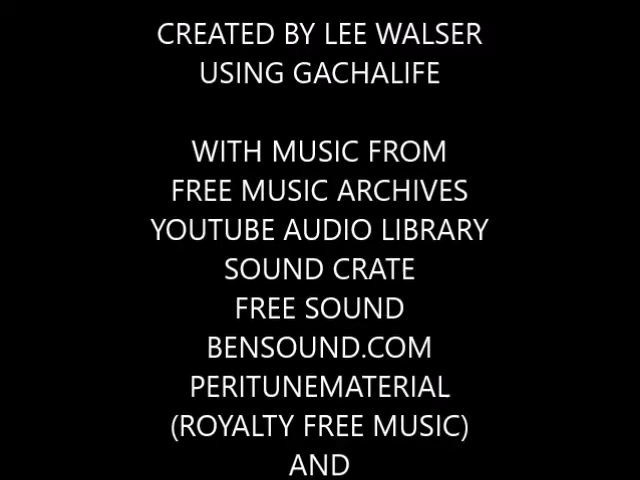 CREATED BY LEE WALSER
USING GACHALIFE
WITH MUSIC FROM
FREE MUSIC ARCHIVES
YOUTUBE AUDIO LIBRARY
SOUND CRATE
FREE SOUND
BENSOUND.COM
PERITUNEMATERIAL
(ROYALTY FREE MUSIC)
AND